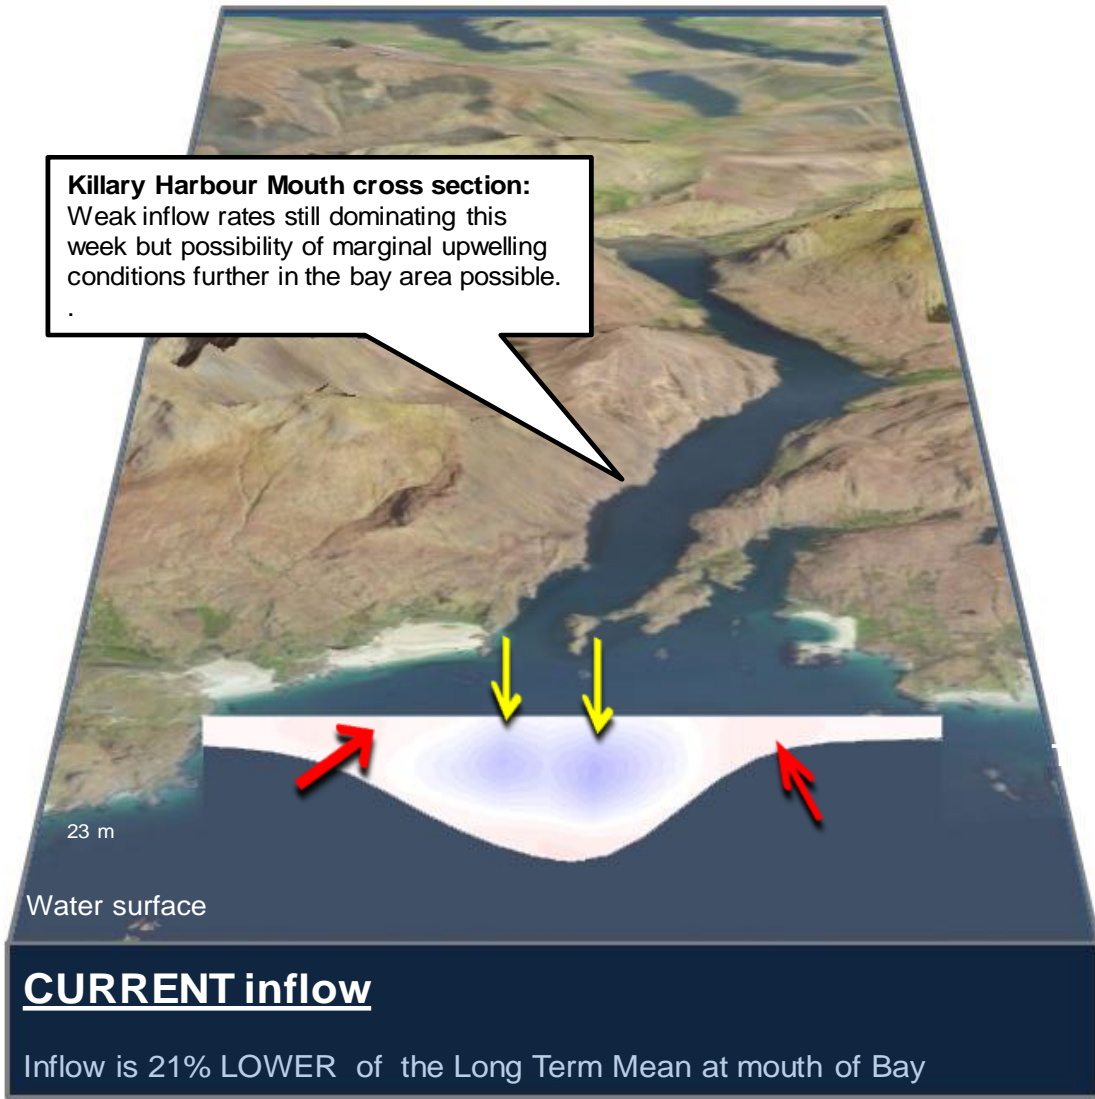 Killary Harbour Mouth cross section:
Weak inflow rates still dominating this
week but possibility of marginal upwelling
conditions further in the bay area possible.
.
23 m
Water surface
CURRENT inflow
Inflow is 21% LOWER of the Long Term Mean at mouth of Bay